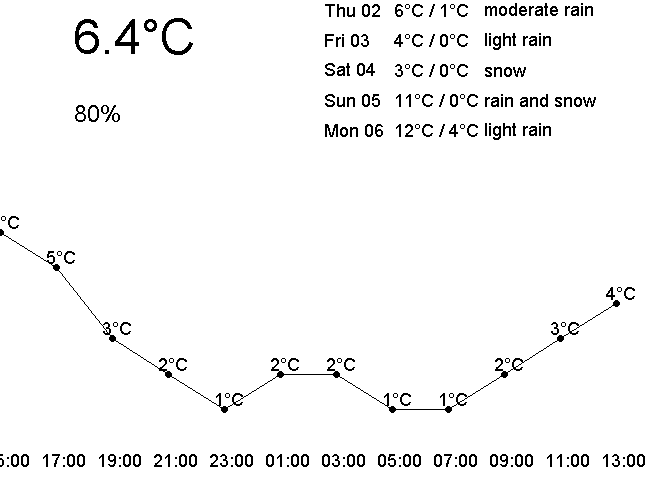 6.4°C
80%
Thu 02 6°C / 1°C moderate rain
Fri 03 4°C / 0°C light rain
Sat 04 3°C / 0°C snow
Sun 05 11°C / 0°C rain and snow
Mon 06 12°C / 4°C light rain
°C
5°C
3°C
2°C
1°C
2°C
2°C
1°C
1°C
2°C
3°C
4°C
5:00 17:00 19:00 21:00 23:00 01:00 03:00 05:00 07:00 09:00 11:00 13:00